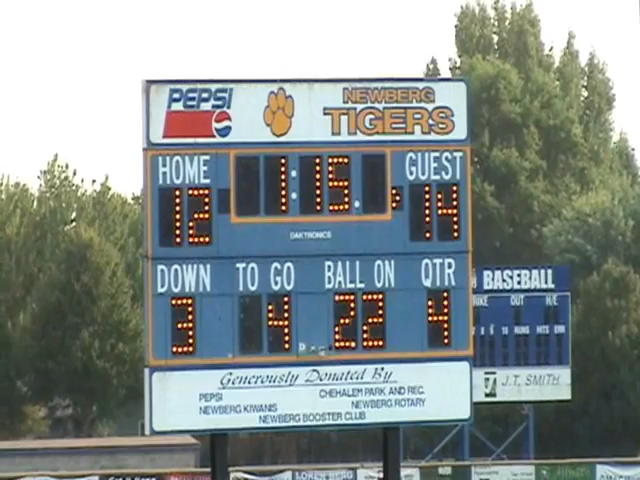 PEPSI
NEWBERG
TIGERS
HOME 1:15. GUEST
12 14
DAKTRONICS
DOWN TO GO BALL ON QTR
3 4 22 4
Generously Donated By
PEPSI CHEHALEM PARK AND REC.
NEWBERG KIWANIS NEWBERG ROTARY
NEWBERG BOOSTER CLUB
BASEBALL
OUT H/E
10 RUNS HITS ERR
J.T. SMITH